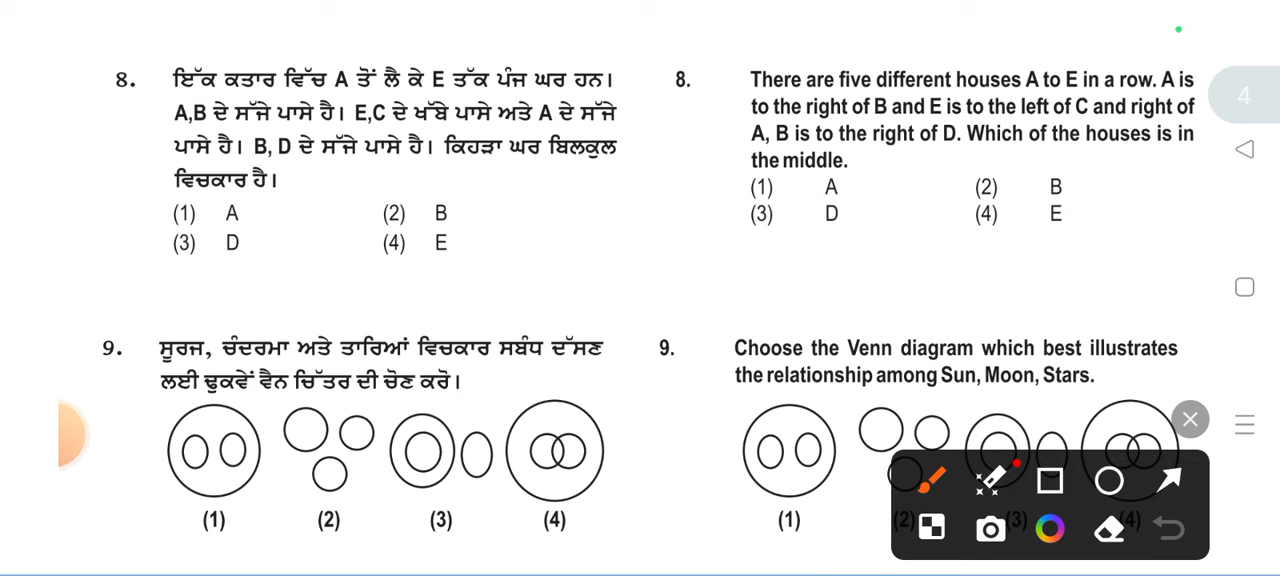 8. ਇੱਕ ਕਤਾਰ ਵਿੱਚ A ਤੋਂ ਲੈ ਕੇ E ਤੱਕ ਪੰਜ ਘਰ ਹਨ।
A,B ਦੇ ਸੱਜੇ ਪਾਸੇ ਹੈ। E,C ਦੇ ਖੱਬੇ ਪਾਸੇ ਅਤੇ A ਦੇ ਸੱਜੇ
ਪਾਸੇ ਹੈ। B, D ਦੇ ਸੱਜੇ ਪਾਸੇ ਹੈ। ਕਿਹੜਾ ਘਰ ਬਿਲਕੁਲ
ਵਿਚਕਾਰ ਹੈ।
(1) A (2) B
(3) D (4) E
8. There are five different houses A to E in a row. A is
to the right of B and E is to the left of C and right of
A, B is to the right of D. Which of the houses is in
the middle.
(1) A (2) B
(3) D (4) E
4
9. ਸੂਰਜ, ਚੰਦਰਮਾ ਅਤੇ ਤਾਰਿਆਂ ਵਿਚਕਾਰ ਸਬੰਧ ਦੱਸਣ
ਲਈ ਢੁਕਵੇਂ ਵੈਨ ਚਿੱਤਰ ਦੀ ਚੋਣ ਕਰੋ।
(1) (2) (3) (4)
9. Choose the Venn diagram which best illustrates
the relationship among Sun, Moon, Stars.
(1) (2) (3) (4)